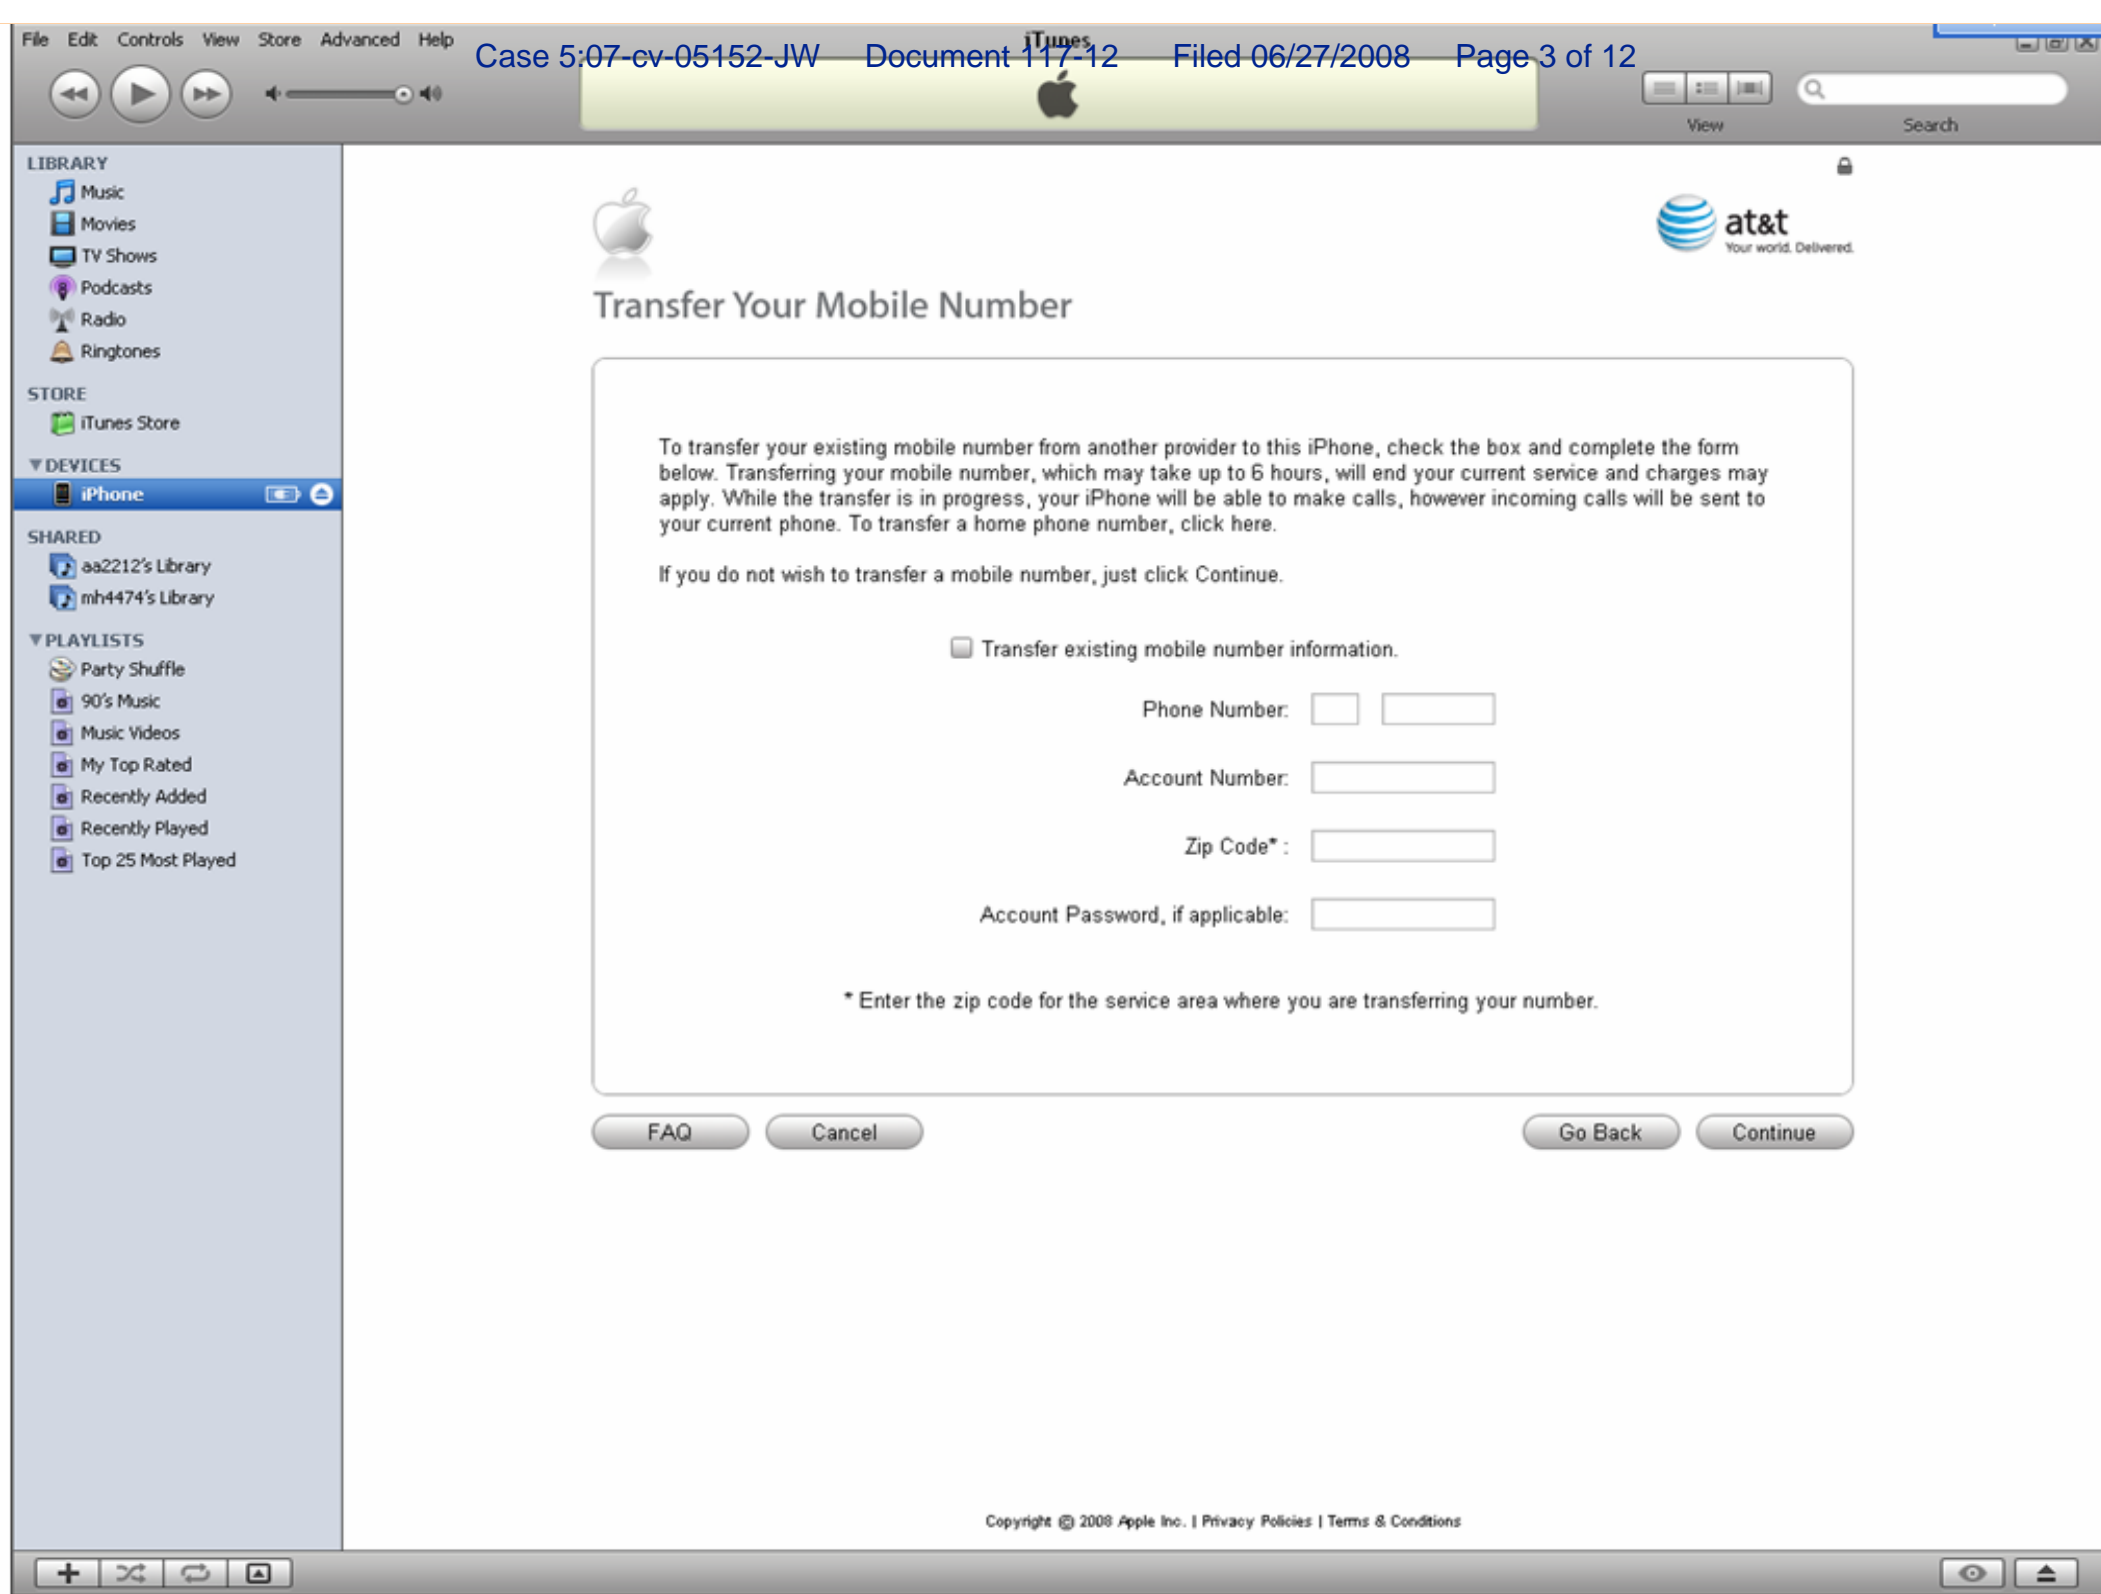 File Edit Controls View Store Advanced Help
iTunes
Case 5:07-cv-05152-JW Document 117-12 Filed 06/27/2008 Page 3 of 12
View
Search
LIBRARY
Music
Movies
TV Shows
Podcasts
Radio
Ringtones
STORE
iTunes Store
DEVICES
iPhone
SHARED
aa2212's Library
mh4474's Library
PLAYLISTS
Party Shuffle
90's Music
Music Videos
My Top Rated
Recently Added
Recently Played
Top 25 Most Played
at&t
Your world. Delivered.
Transfer Your Mobile Number
To transfer your existing mobile number from another provider to this iPhone, check the box and complete the form
below. Transferring your mobile number, which may take up to 6 hours, will end your current service and charges may
apply. While the transfer is in progress, your iPhone will be able to make calls, however incoming calls will be sent to
your current phone. To transfer a home phone number, click here.
If you do not wish to transfer a mobile number, just click Continue.
Transfer existing mobile number information.
Phone Number:
Account Number:
Zip Code* :
Account Password, if applicable:
* Enter the zip code for the service area where you are transferring your number.
FAQ Cancel Go Back Continue
Copyright © 2008 Apple Inc. | Privacy Policies | Terms & Conditions